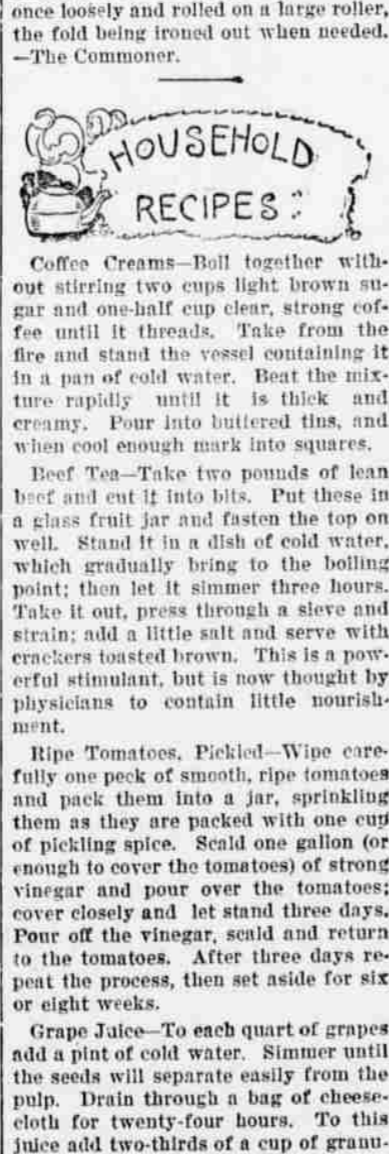 once loosely and rolled on a large roller,
the fold being ironed out when needed.
—The Commoner.
HOUSEHOLD
RECIPES:
Coffee Creams—Boil together with-
out stirring two cups light brown su-
gar and one-half cup clear, strong cof-
fee until it threads. Take from the
fire and stand the vessel containing it
in a pan of cold water. Beat the mix-
ture rapidly until it is thick and
creamy. Pour into buttered tins, and
when cool enough mark into squares.
Beef Tea—Take two pounds of lean
beef and cut it into bits. Put these in
a glass fruit jar and fasten the top on
well. Stand it in a dish of cold water,
which gradually bring to the boiling
point; then let it simmer three hours.
Take it out, press through a sieve and
strain; add a little salt and serve with
crackers toasted brown. This is a pow-
erful stimulant, but is now thought by
physicians to contain little nourish-
ment.
Ripe Tomatoes, Pickled—Wipe care-
fully one peck of smooth, ripe tomatoes
and pack them into a jar, sprinkling
them as they are packed with one cup
of pickling spice. Scald one gallon (or
enough to cover the tomatoes) of strong
vinegar and pour over the tomatoes;
cover closely and let stand three days.
Pour off the vinegar, scald and return
to the tomatoes. After three days re-
peat the process, then set aside for six
or eight weeks.
Grape Juice—To each quart of grapes
add a pint of cold water. Simmer until
the seeds will separate easily from the
pulp. Drain through a bag of cheese-
cloth for twenty-four hours. To this
juice add two-thirds of a cup of granu-